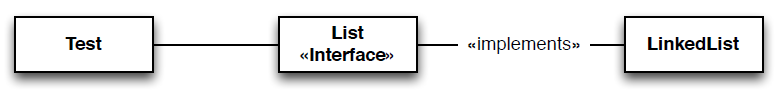 Test
List
«Interface»
«implements»
LinkedList